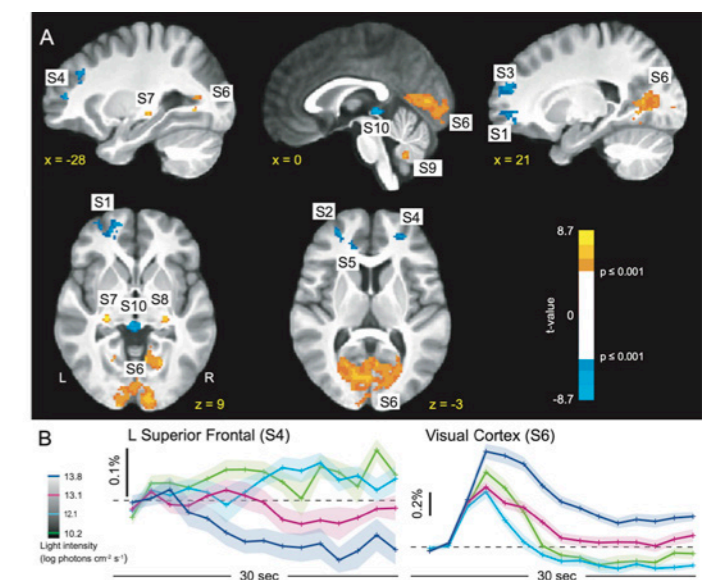 A
S4
S7
S6
x = -28
S10
S6
S9
x = 0
S3
S1
S6
x = 21
S1
S7
S10
S8
S6
L
R
z = 9
S2
S4
S5
S6
z = -3
8.7
p ≤ 0.001
t-value
0
p ≤ 0.001
-8.7
B
L Superior Frontal (S4)
Visual Cortex (S6)
0.1%
0.2%
13.8
13.1
12.1
10.2
Light intensity
(log photons cm⁻² s⁻¹)
30 sec
30 sec